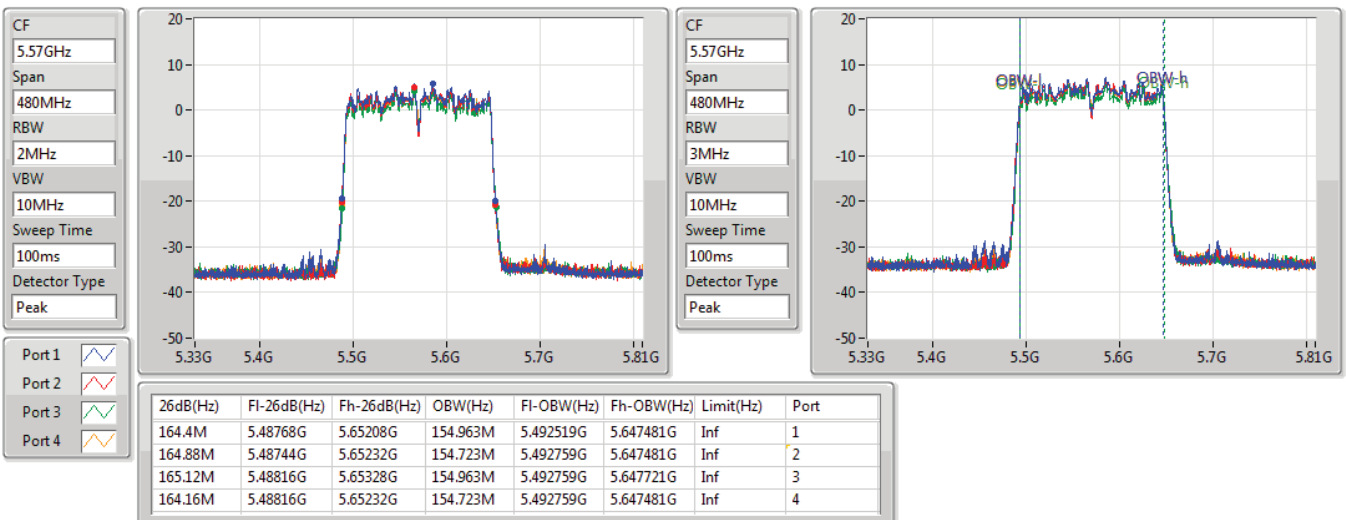 CF
5.57GHz
Span
480MHz
RBW
2MHz
VBW
10MHz
Sweep Time
100ms
Detector Type
Peak
20
10
0
-10
-20
-30
-40
-50
5.33G 5.4G 5.5G 5.6G 5.7G 5.81G
CF
5.57GHz
Span
480MHz
RBW
3MHz
VBW
10MHz
Sweep Time
100ms
Detector Type
Peak
20
10
0
-10
-20
-30
-40
-50
OBW-l OBW-h
5.33G 5.4G 5.5G 5.6G 5.7G 5.81G
Port 1
Port 2
Port 3
Port 4
26dB(Hz) Fl-26dB(Hz) Fh-26dB(Hz) OBW(Hz) Fl-OBW(Hz) Fh-OBW(Hz) Limit(Hz) Port
164.4M 5.48768G 5.65208G 154.963M 5.492519G 5.647481G Inf 1
164.88M 5.48744G 5.65232G 154.723M 5.492759G 5.647481G Inf 2
165.12M 5.48816G 5.65328G 154.963M 5.492759G 5.647721G Inf 3
164.16M 5.48816G 5.65232G 154.723M 5.492759G 5.647481G Inf 4